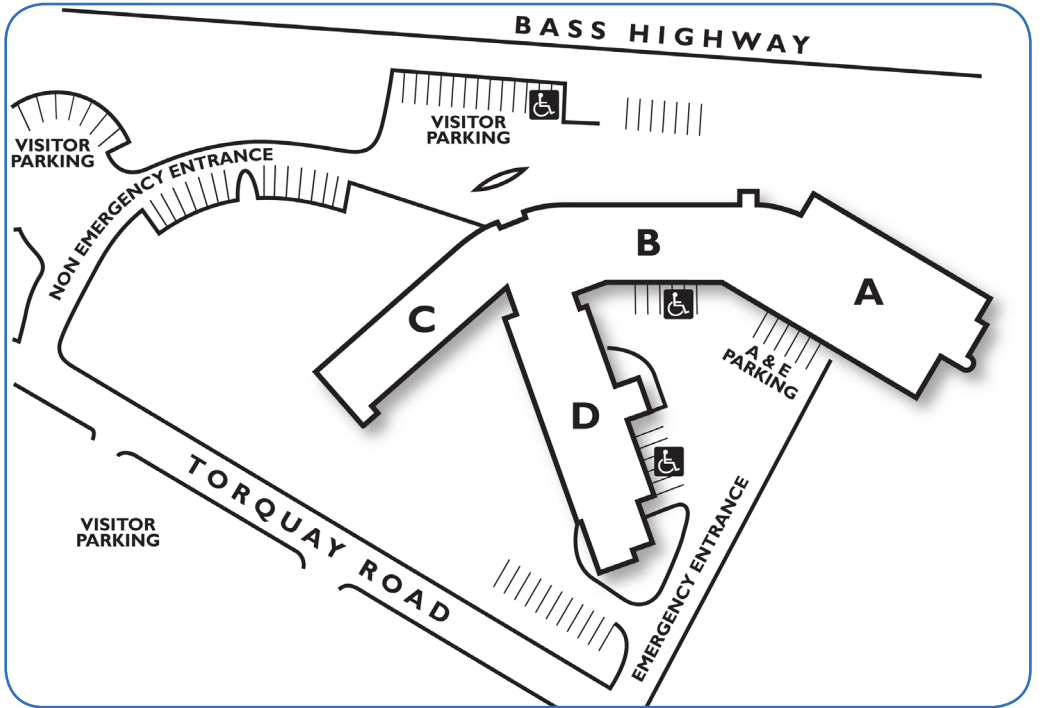 BASS HIGHWAY
VISITOR
PARKING
VISITOR
PARKING
NON EMERGENCY ENTRANCE
B
A
C
A & E
PARKING
D
TORQUAY ROAD
VISITOR
PARKING
EMERGENCY ENTRANCE